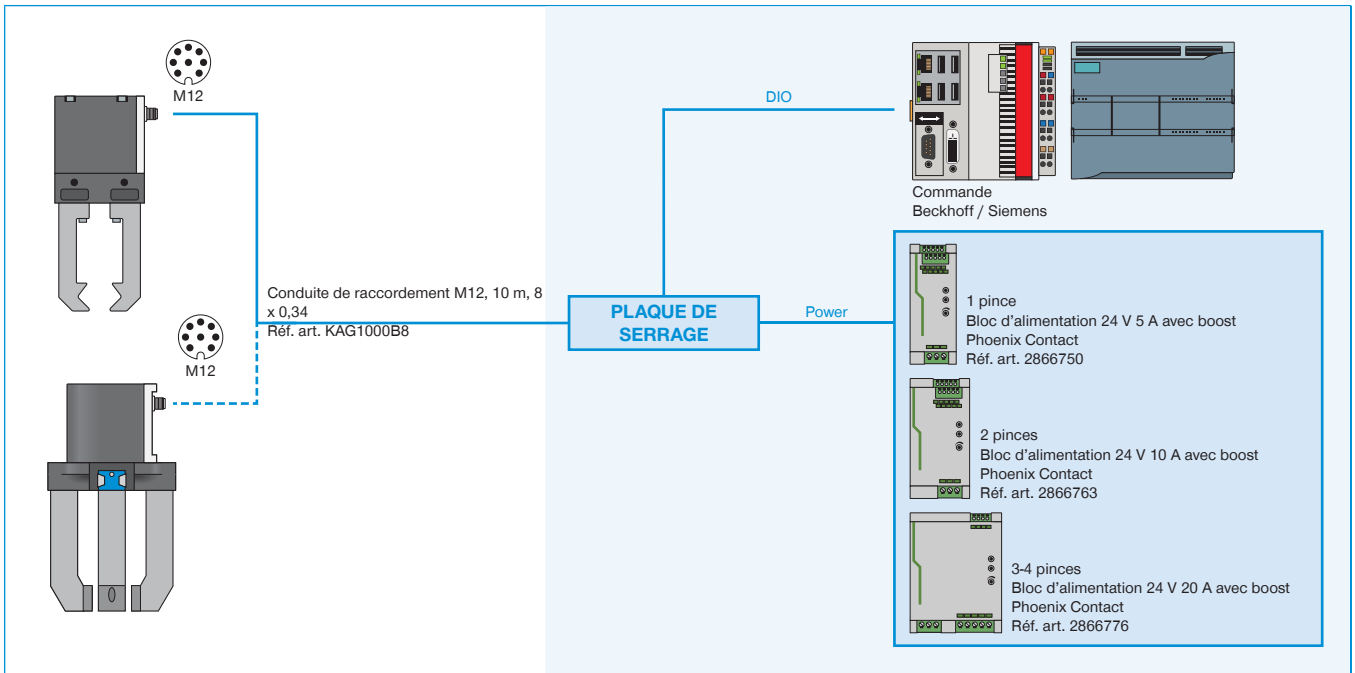 M12
DIO
Commande
Beckhoff / Siemens
Conduite de raccordement M12, 10 m, 8
x 0,34
Réf. art. KAG1000B8
M12
PLAQUE DE
SERRAGE
Power
1 pince
Bloc d'alimentation 24 V 5 A avec boost
Phoenix Contact
Réf. art. 2866750
2 pinces
Bloc d'alimentation 24 V 10 A avec boost
Phoenix Contact
Réf. art. 2866763
3-4 pinces
Bloc d'alimentation 24 V 20 A avec boost
Phoenix Contact
Réf. art. 2866776